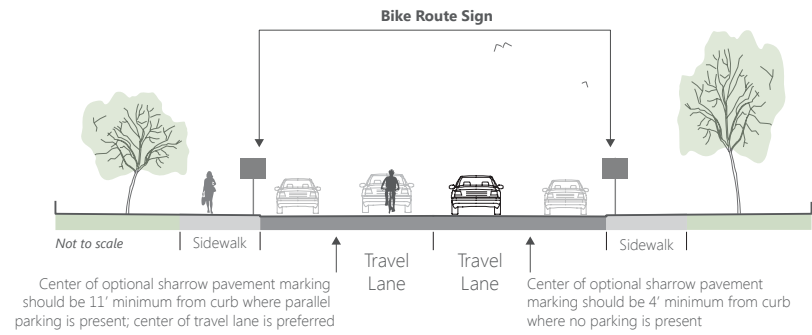 Bike Route Sign
Not to scale
Sidewalk
Travel
Lane
Travel
Lane
Sidewalk
Center of optional sharrow pavement marking
should be 11’ minimum from curb where parallel
parking is present; center of travel lane is preferred
Center of optional sharrow pavement
marking should be 4’ minimum from curb
where no parking is present